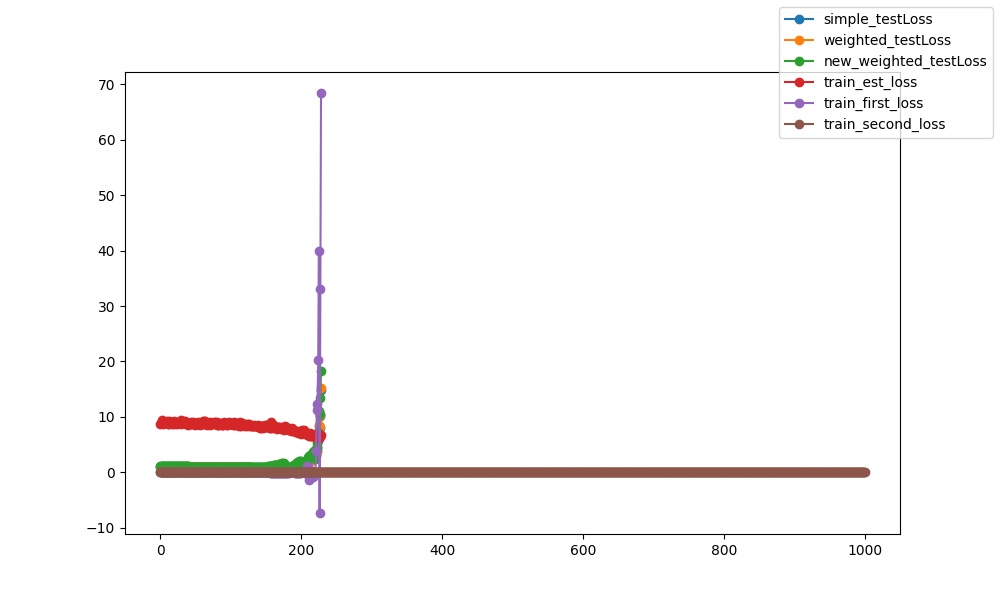 simple_testLoss
weighted_testLoss
new_weighted_testLoss
train_est_loss
train_first_loss
train_second_loss
70
60
50
40
30
20
10
0
−10
0 200 400 600 800 1000